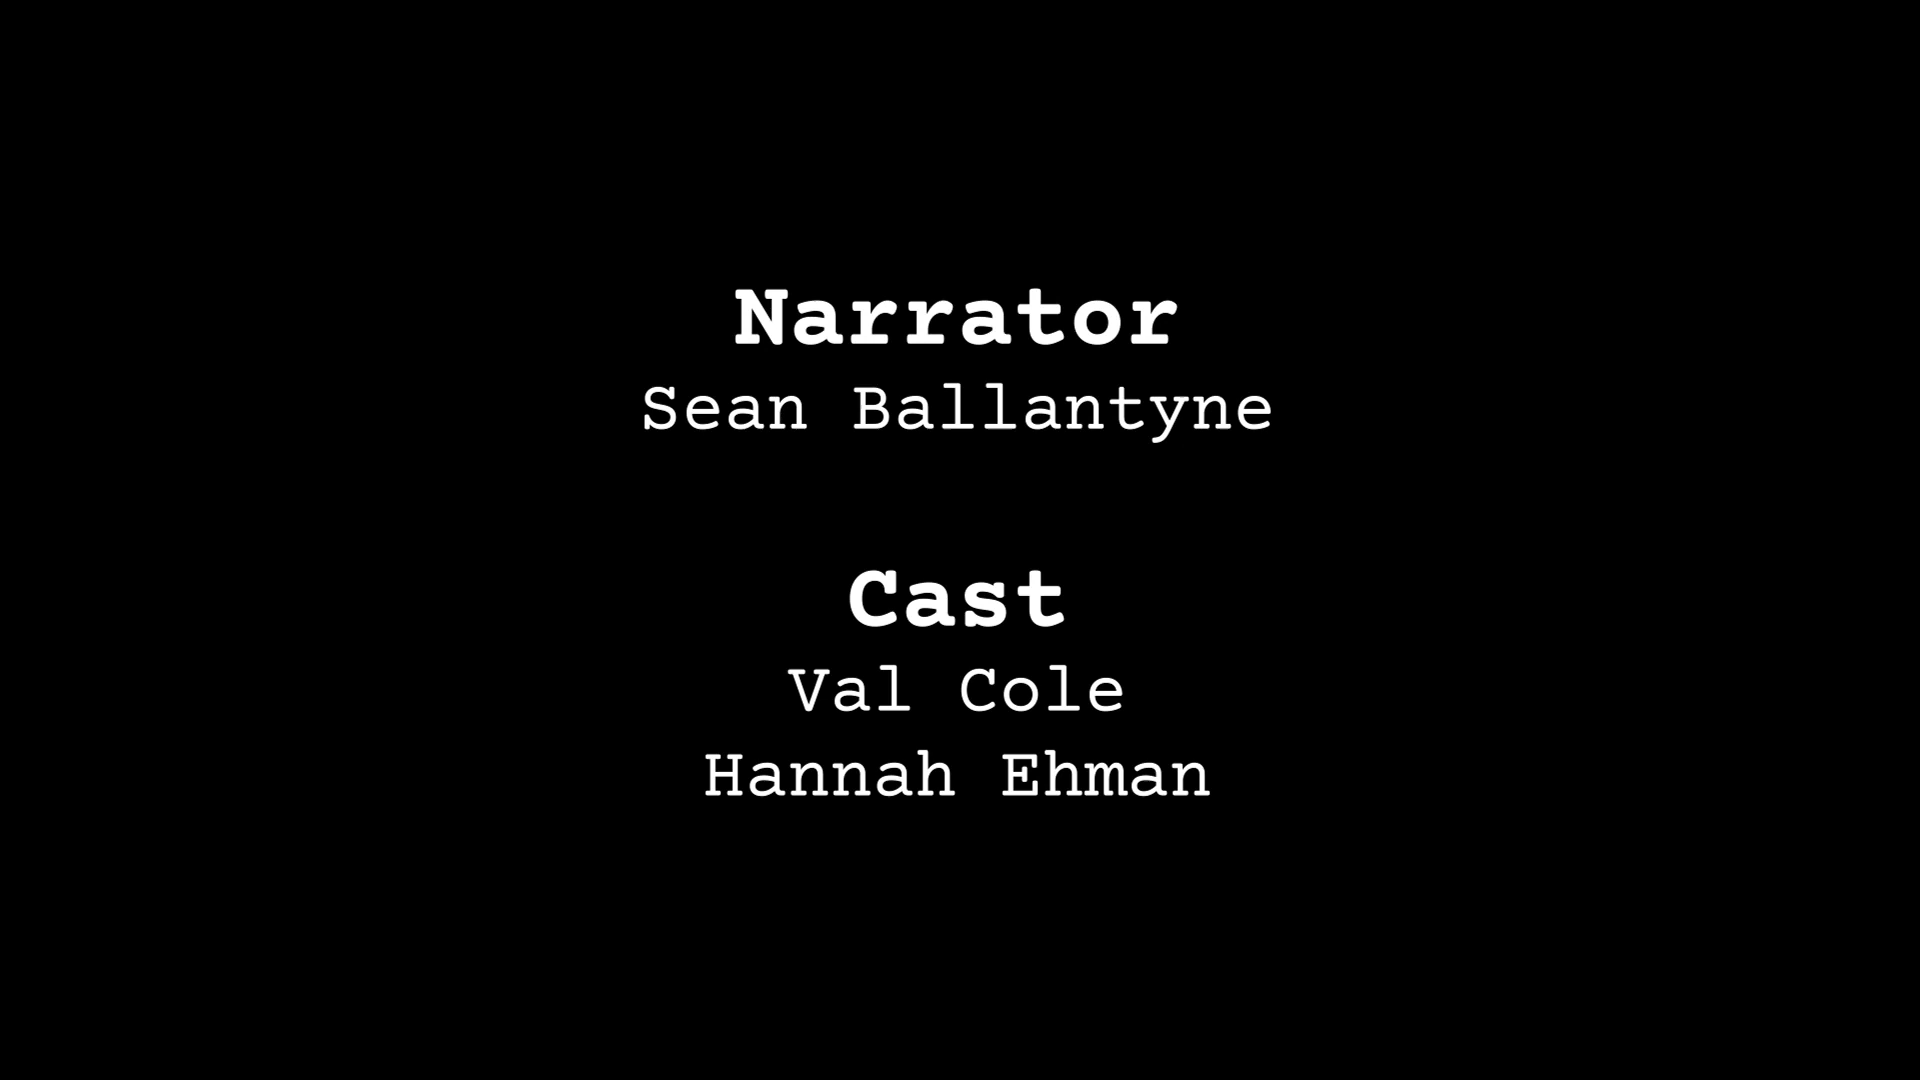 Narrator
Sean Ballantyne
Cast
Val Cole
Hannah Ehman